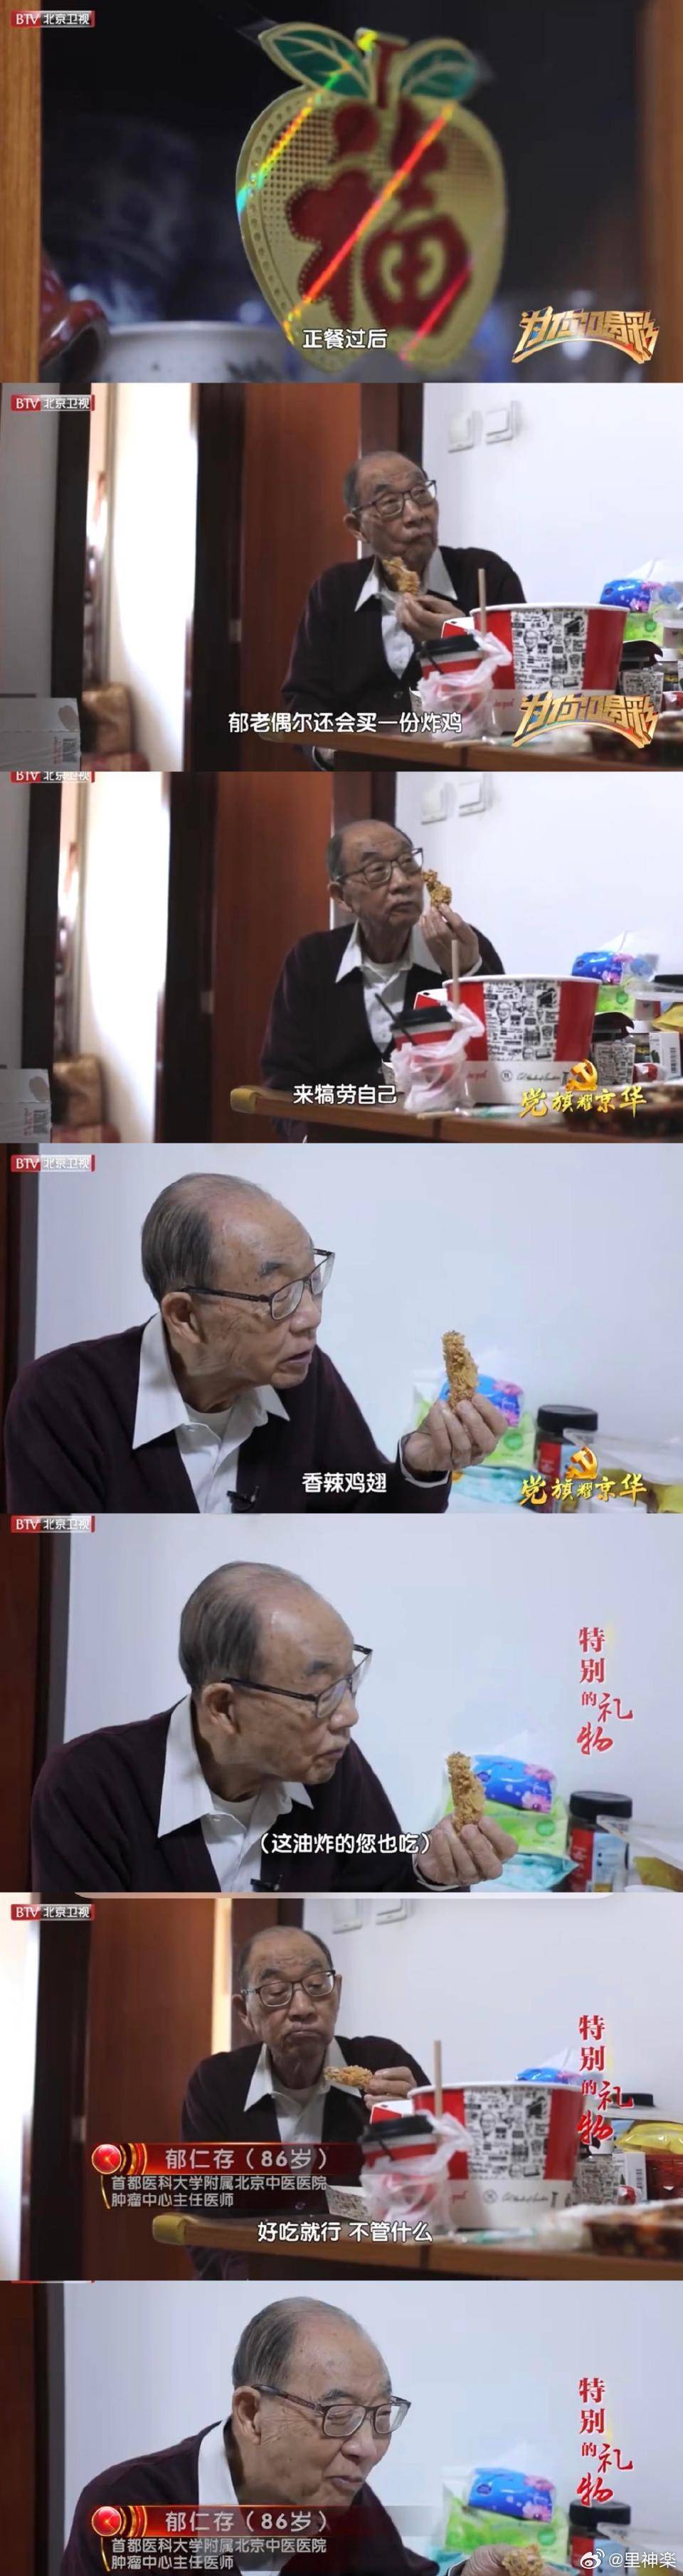 BTV 北京卫视
福
正餐过后
为你喝彩
BTV 北京卫视
郁老偶尔还会买一份炸鸡
为你喝彩
BTV 北京卫视
来犒劳自己
党旗耀京华
BTV 北京卫视
香辣鸡翅
党旗耀京华
BTV 北京卫视
特别的礼物
（这油炸的您也吃）
BTV 北京卫视
特别的礼物
郁仁存（86岁）
首都医科大学附属北京中医医院
肿瘤中心主任医师
好吃就行 不管什么
特别的礼物
郁仁存（86岁）
首都医科大学附属北京中医医院
肿瘤中心主任医师
@里神楽